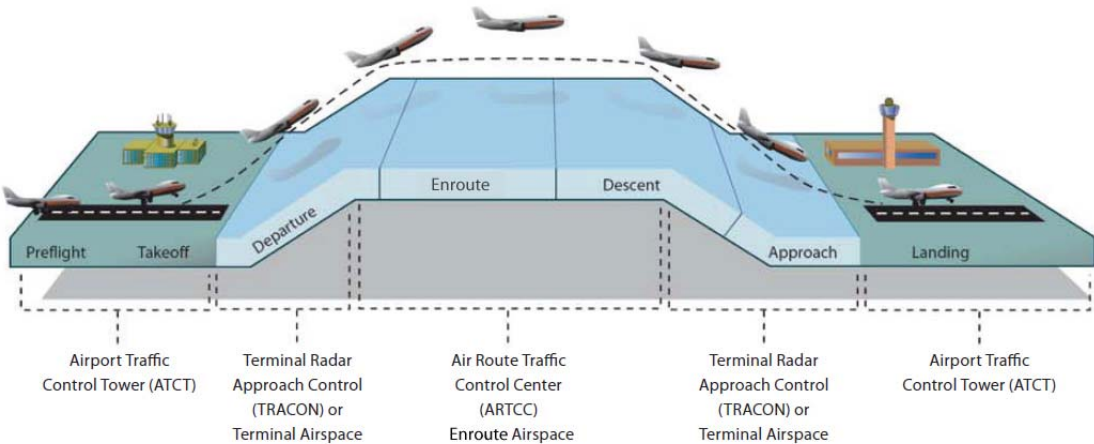 Enroute
Descent
Departure
Preflight
Takeoff
Approach
Landing
Airport Traffic
Control Tower (ATCT)
Terminal Radar
Approach Control
(TRACON) or
Terminal Airspace
Air Route Traffic
Control Center
(ARTCC)
Enroute Airspace
Terminal Radar
Approach Control
(TRACON) or
Terminal Airspace
Airport Traffic
Control Tower (ATCT)